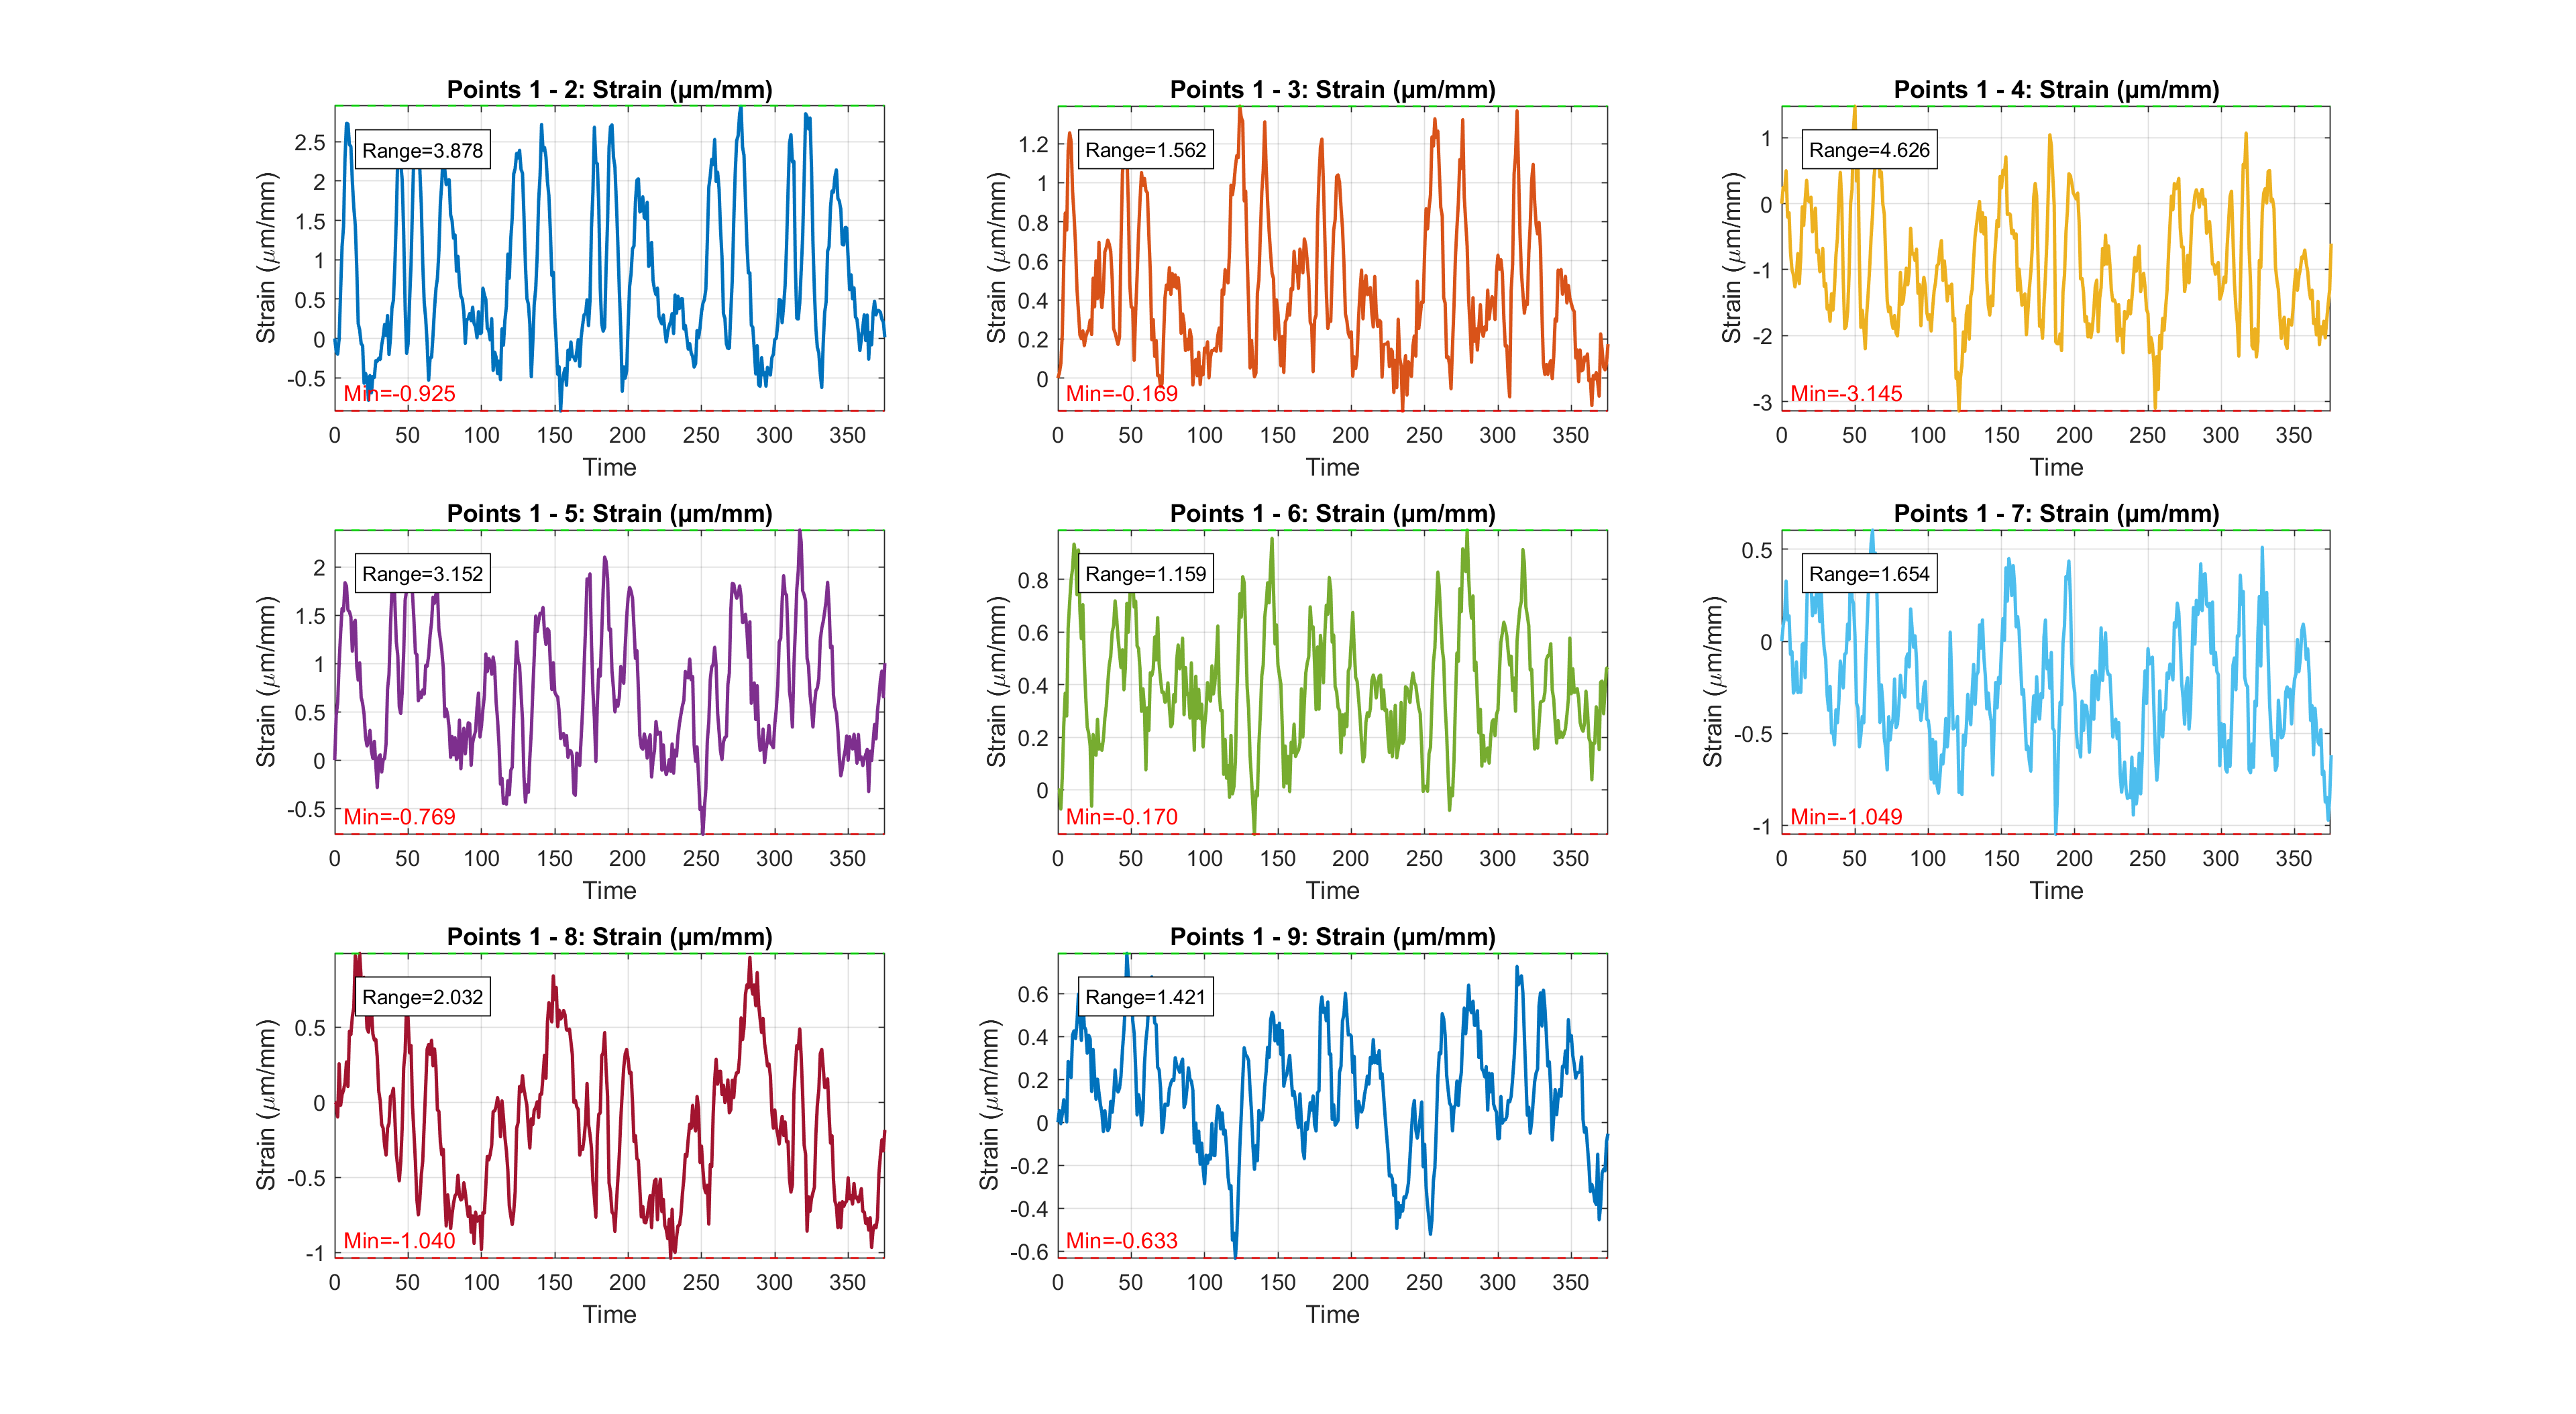 Points 1 - 2: Strain (µm/mm)
Strain (μm/mm)
2.5
2
1.5
1
0.5
0
-0.5
Range=3.878
Min=-0.925
0 50 100 150 200 250 300 350
Time
Points 1 - 3: Strain (µm/mm)
Strain (μm/mm)
1.2
1
0.8
0.6
0.4
0.2
0
Range=1.562
Min=-0.169
0 50 100 150 200 250 300 350
Time
Points 1 - 4: Strain (µm/mm)
Strain (μm/mm)
1
0
-1
-2
-3
Range=4.626
Min=-3.145
0 50 100 150 200 250 300 350
Time
Points 1 - 5: Strain (µm/mm)
Strain (μm/mm)
2
1.5
1
0.5
0
-0.5
Range=3.152
Min=-0.769
0 50 100 150 200 250 300 350
Time
Points 1 - 6: Strain (µm/mm)
Strain (μm/mm)
0.8
0.6
0.4
0.2
0
Range=1.159
Min=-0.170
0 50 100 150 200 250 300 350
Time
Points 1 - 7: Strain (µm/mm)
Strain (μm/mm)
0.5
0
-0.5
-1
Range=1.654
Min=-1.049
0 50 100 150 200 250 300 350
Time
Points 1 - 8: Strain (µm/mm)
Strain (μm/mm)
0.5
0
-0.5
-1
Range=2.032
Min=-1.040
0 50 100 150 200 250 300 350
Time
Points 1 - 9: Strain (µm/mm)
Strain (μm/mm)
0.6
0.4
0.2
0
-0.2
-0.4
-0.6
Range=1.421
Min=-0.633
0 50 100 150 200 250 300 350
Time